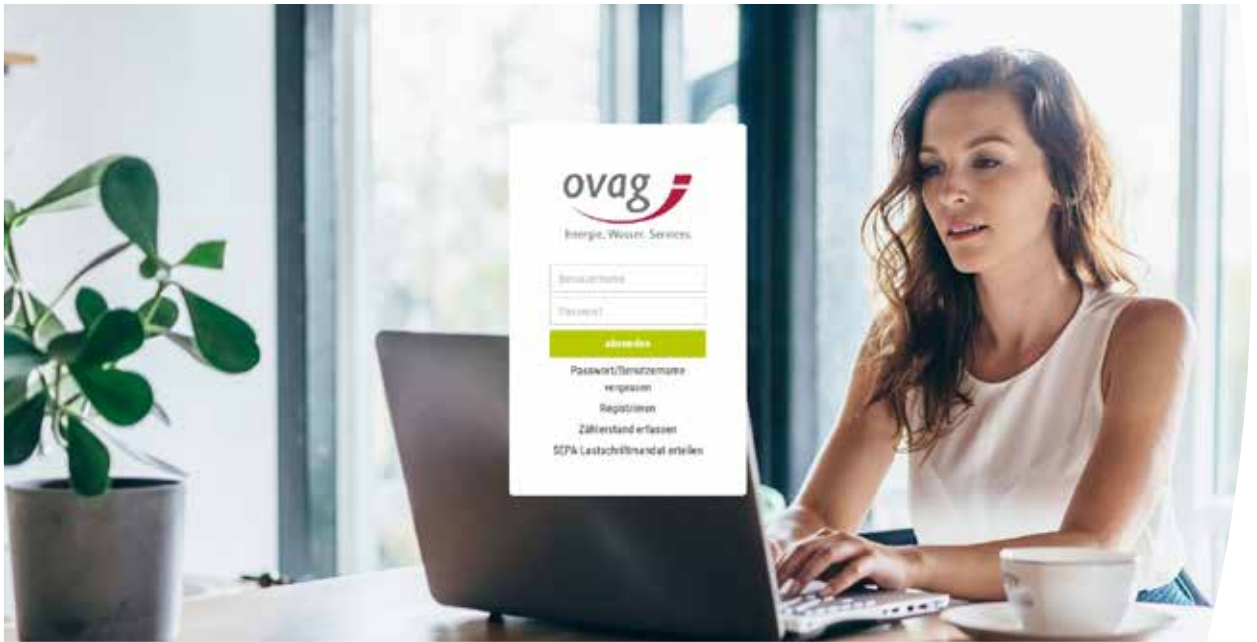 ovag
Energie. Wasser. Services.
Benutzername
Passwort
absenden
Passwort/Benutzername
vergessen
Registrieren
Zählerstand erfassen
SEPA Lastschriftmandat erteilen